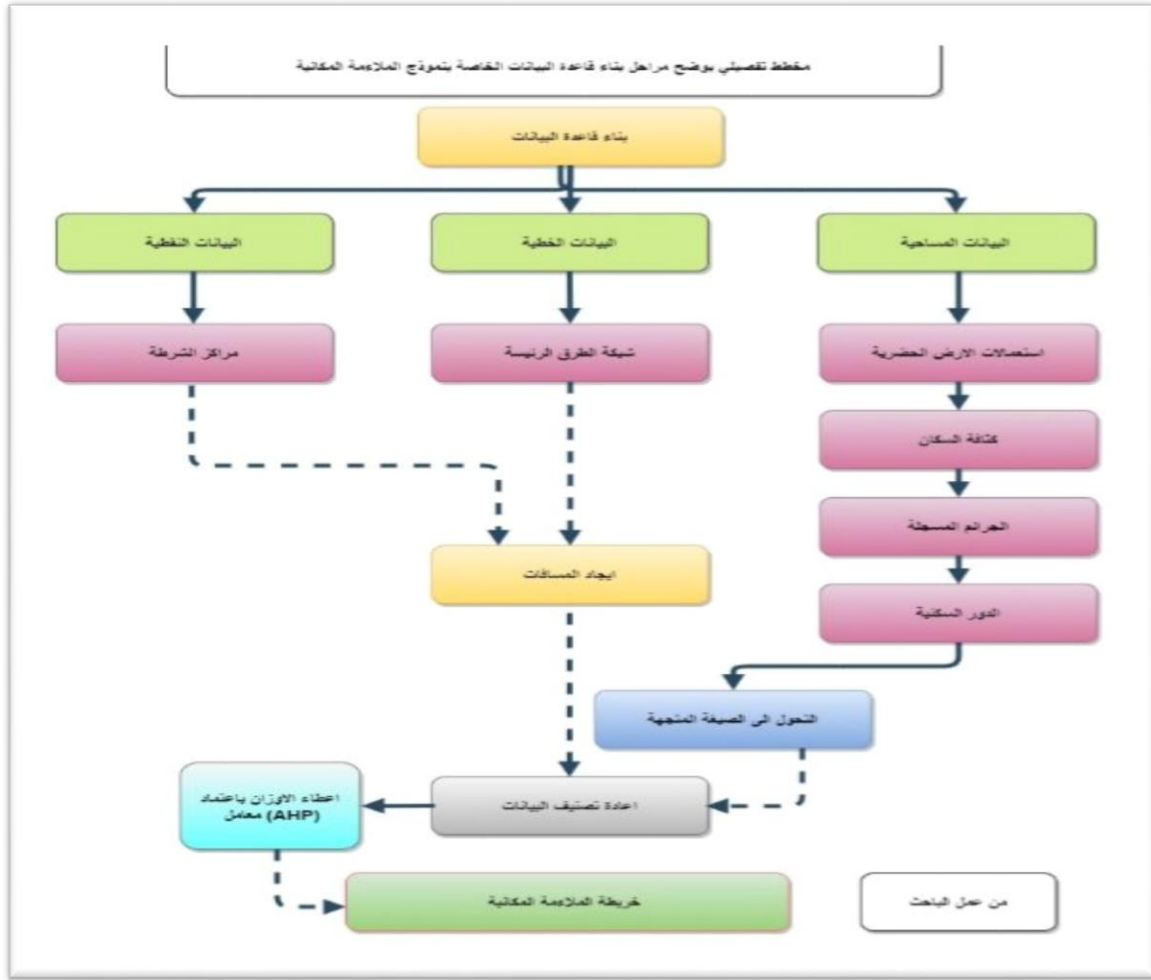 مخطط تفصيلي يوضح مراحل بناء قاعدة البيانات الخاصة بنموذج الملاءمة المكانية
بناء قاعدة البيانات
البيانات المساحية
البيانات الخطية
البيانات النقطية
استعمالات الارض الحضرية
شبكة الطرق الرئيسة
مراكز الشرطة
كثافة السكان
الجرائم المسجلة
الدور السكنية
ايجاد المسافات
التحول الى الصيغة المتجهة
اعادة تصنيف البيانات
اعطاء الاوزان باعتماد
معامل (AHP)
خريطة الملاءمة المكانية
من عمل الباحث